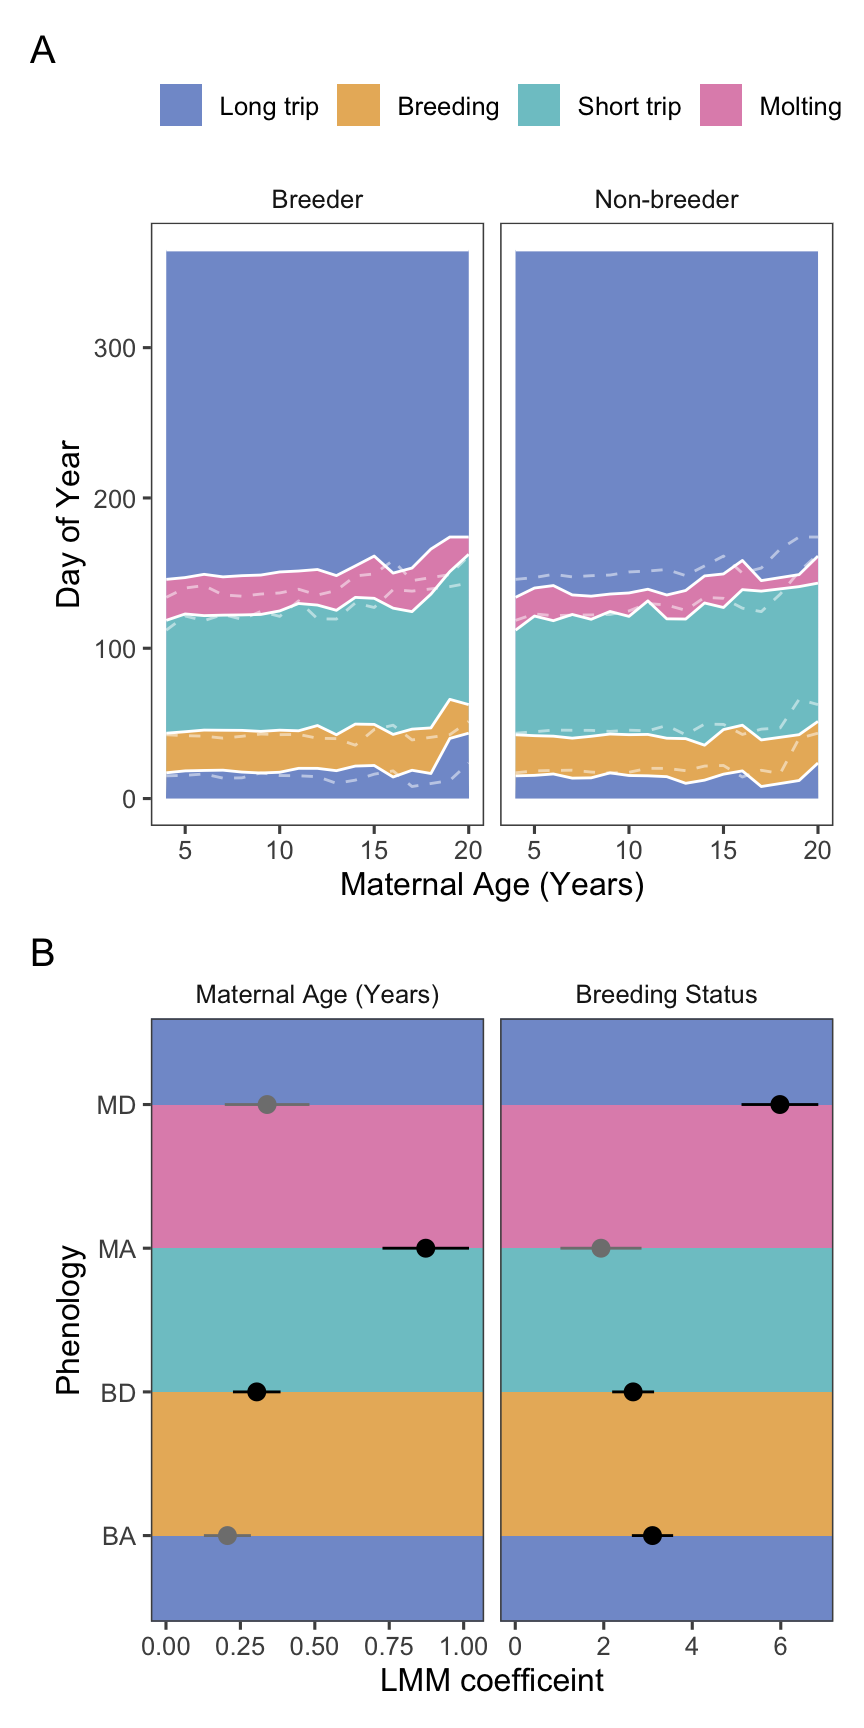 A
Long trip Breeding Short trip Molting
Breeder Non-breeder
300
200
100
0
Day of Year
5 10 15 20 5 10 15 20
Maternal Age (Years)
B
Maternal Age (Years) Breeding Status
MD
MA
BD
BA
Phenology
0.00 0.25 0.50 0.75 1.00 0 2 4 6
LMM coefficeint